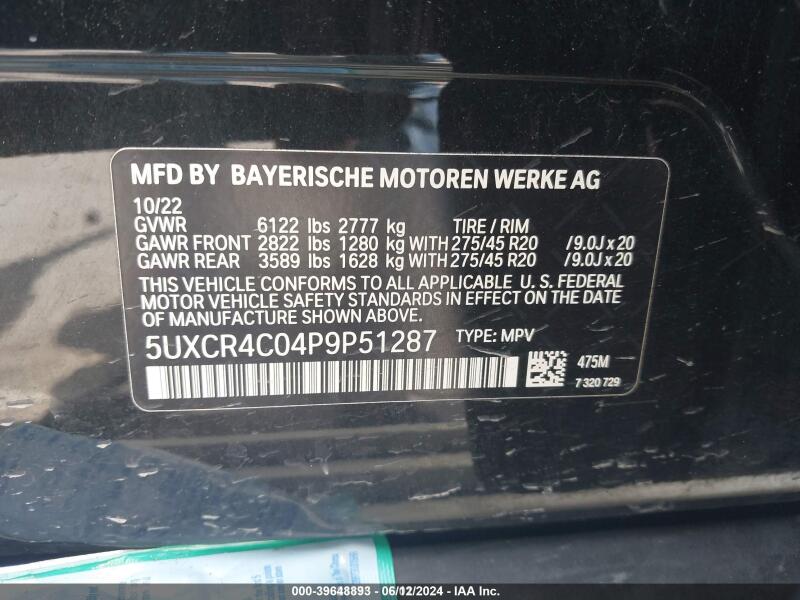 MFD BY BAYERISCHE MOTOREN WERKE AG
10/22
GVWR 6122 lbs 2777 kg TIRE / RIM
GAWR FRONT 2822 lbs 1280 kg WITH 275/45 R20 /9.0J x 20
GAWR REAR 3589 lbs 1628 kg WITH 275/45 R20 /9.0J x 20
THIS VEHICLE CONFORMS TO ALL APPLICABLE U. S. FEDERAL
MOTOR VEHICLE SAFETY STANDARDS IN EFFECT ON THE DATE
OF MANUFACTURE SHOWN ABOVE.
5UXCR4C04P9P51287 TYPE: MPV
475M
7 320 729
000-39648893 - 06/12/2024 - IAAI, Inc.